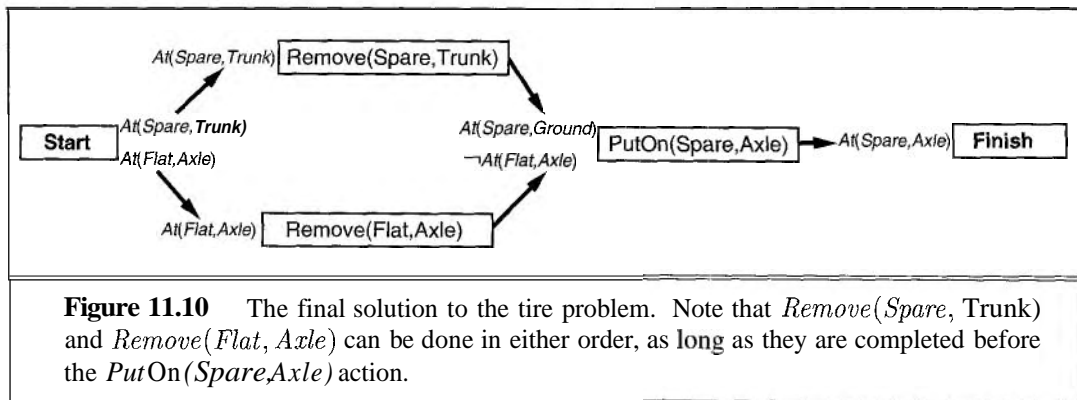 At(Spare,Trunk) Remove(Spare,Trunk)
Start At(Spare,Trunk)
At(Flat,Axle)
At(Spare,Ground)
¬At(Flat,Axle)
PutOn(Spare,Axle) At(Spare,Axle) Finish
At(Flat,Axle) Remove(Flat,Axle)
Figure 11.10 The final solution to the tire problem. Note that Remove(Spare, Trunk)
and Remove(Flat, Axle) can be done in either order, as long as they are completed before
the PutOn(Spare,Axle) action.